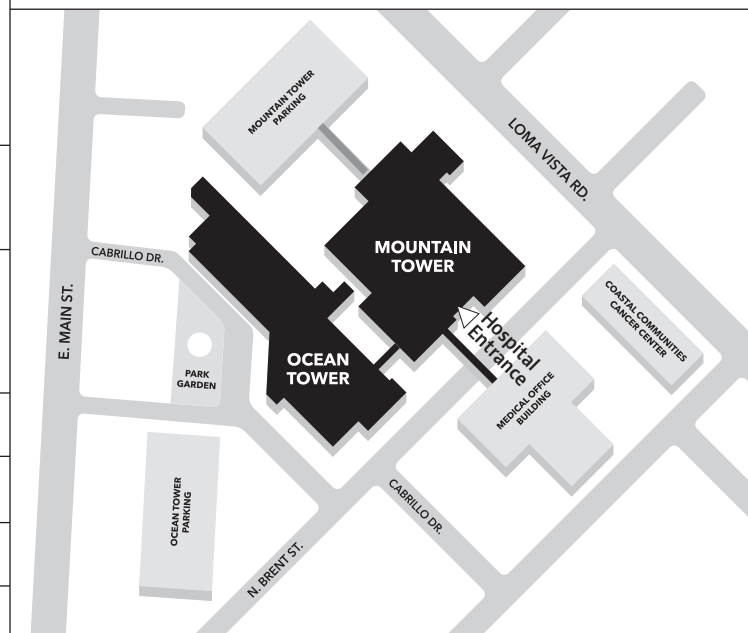 MOUNTAIN TOWER
PARKING
LOMA VISTA RD.
MOUNTAIN
TOWER
CABRILLO DR.
E. MAIN ST.
COASTAL COMMUNITIES
CANCER CENTER
Hospital
Entrance
OCEAN
TOWER
PARK
GARDEN
MEDICAL OFFICE
BUILDING
OCEAN TOWER
PARKING
CABRILLO DR.
N. BRENT ST.